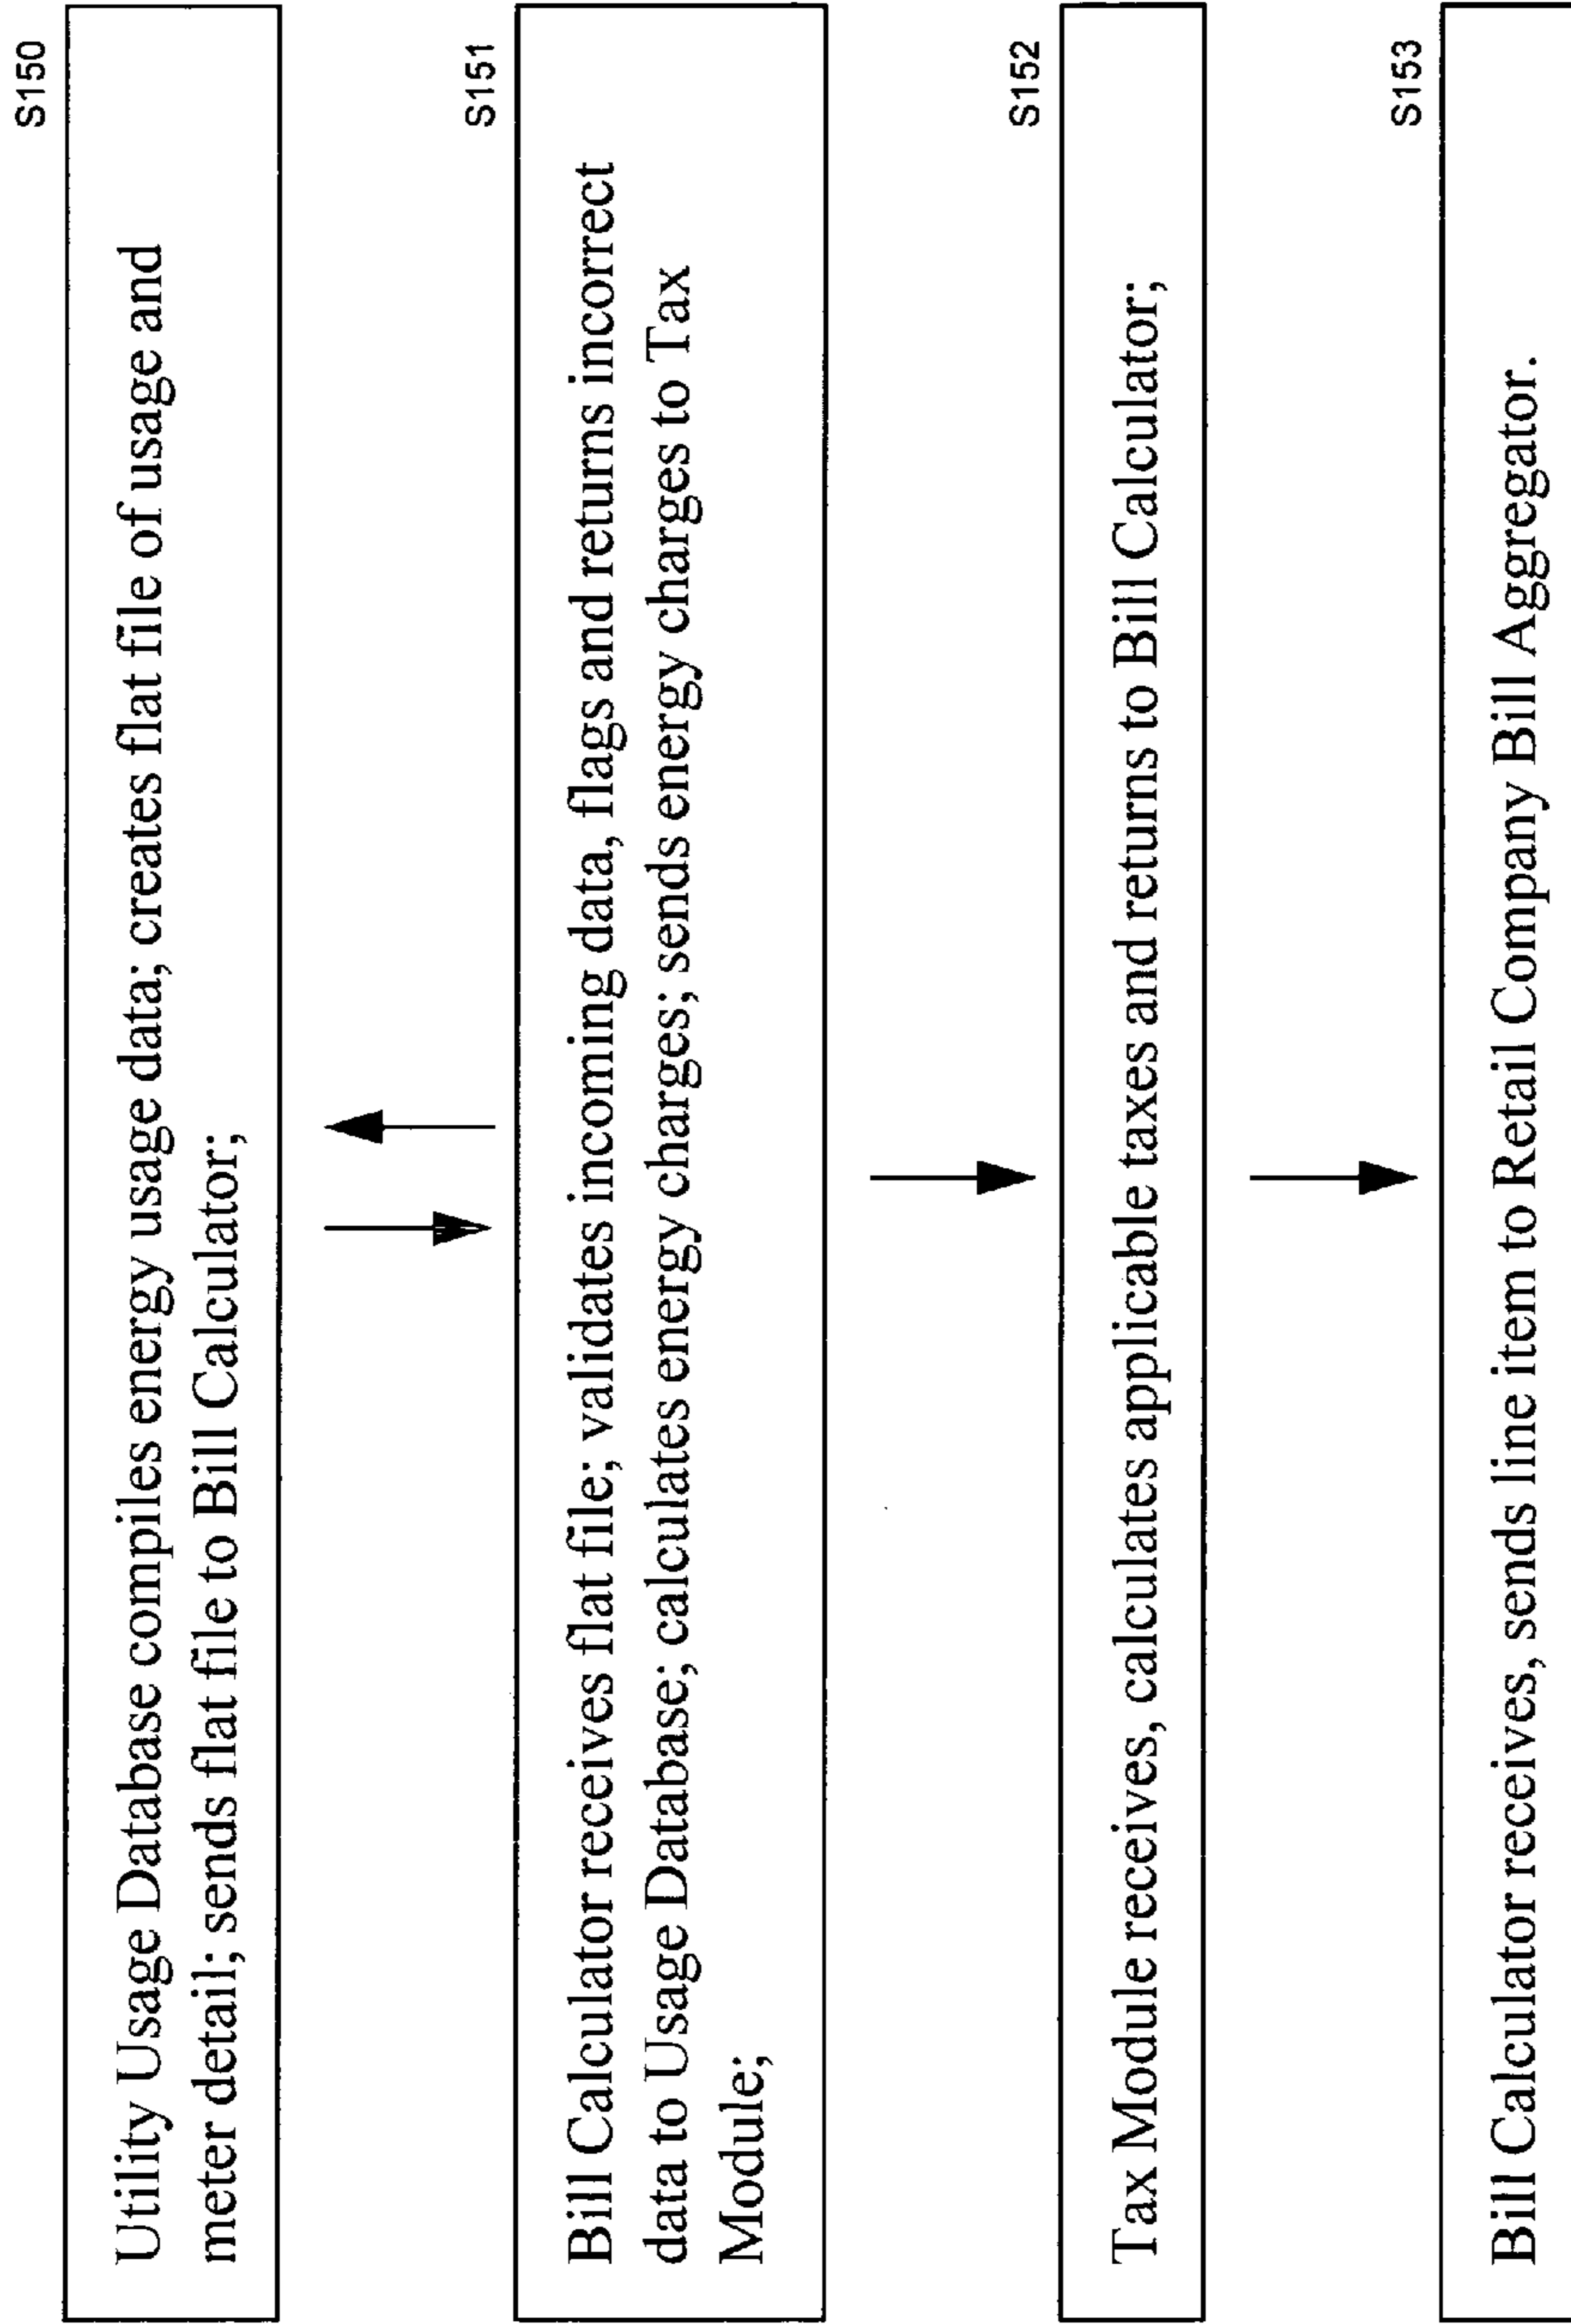 S150
Utility Usage Database compiles energy usage data; creates flat file of usage and
meter detail; sends flat file to Bill Calculator;
S151
Bill Calculator receives flat file; validates incoming data, flags and returns incorrect
data to Usage Database; calculates energy charges; sends energy charges to Tax
Module;
S152
Tax Module receives, calculates applicable taxes and returns to Bill Calculator;
S153
Bill Calculator receives, sends line item to Retail Company Bill Aggregator.